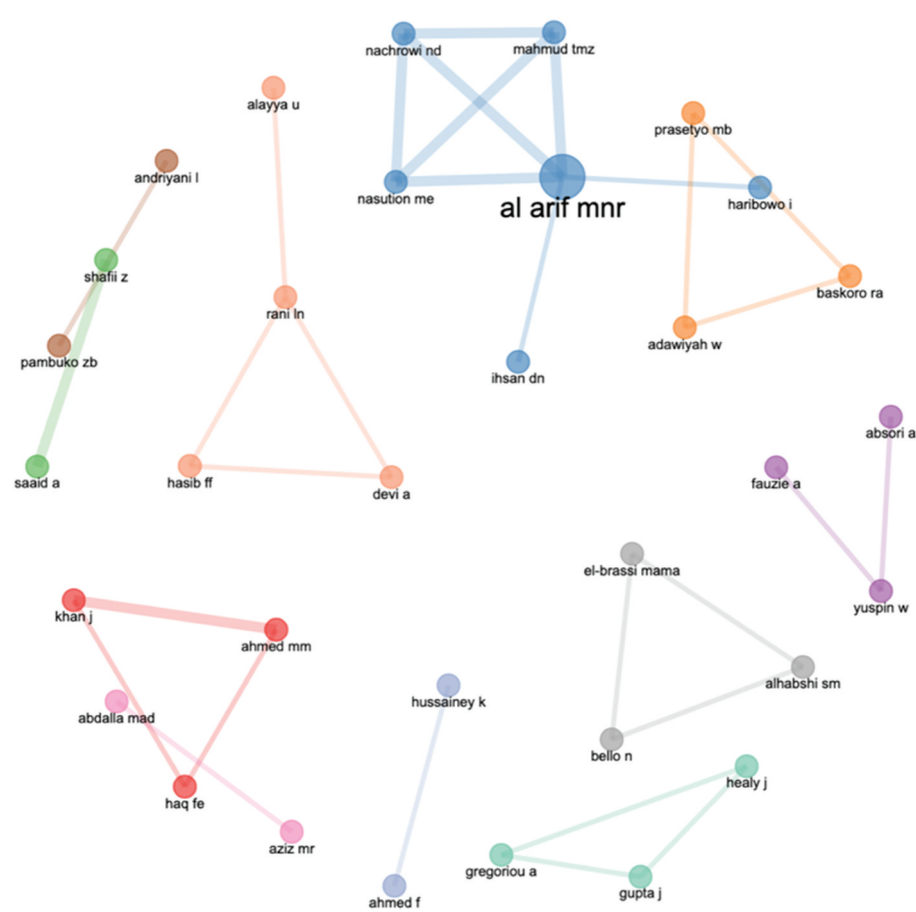 nachrowi nd
mahmud tmz
alayya u
prasetyo mb
andriyani l
nasution me
al arif mnr
haribowo i
shafii z
baskoro ra
rani ln
adawiyah w
pambuko zb
ihsan dn
absori a
saaid a
hasib ff
devi a
fauzie a
el-brassi mama
yuspin w
khan j
ahmed mm
alhabshi sm
hussainey k
abdalla mad
bello n
healy j
haq fe
aziz mr
gregoriou a
gupta j
ahmed f